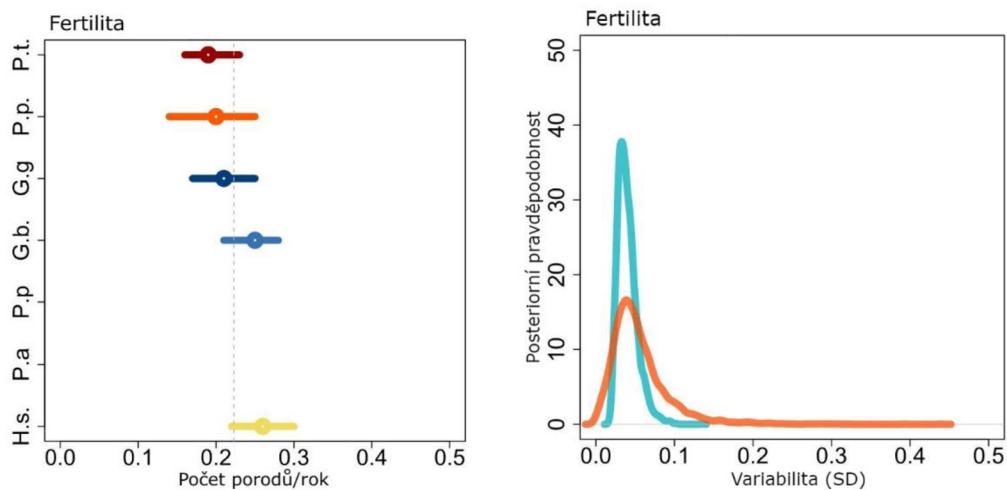 Fertilita
P.t.
P.p.
G.g
G.b.
P.p
P.a
H.s.
0.0 0.1 0.2 0.3 0.4 0.5
Počet porodů/rok
Fertilita
50
40
30
20
10
0
Posteriorní pravděpodobnost
0.0 0.1 0.2 0.3 0.4 0.5
Variabilita (SD)